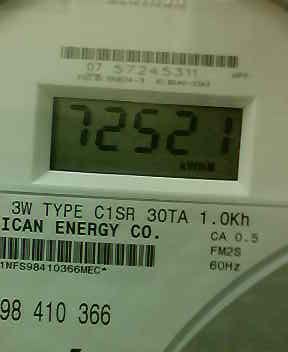 07 57245311
72521
kWh
3W TYPE C1SR 30TA 1.0Kh
ICAN ENERGY CO.
CA 0.5
FM2S
60Hz
1NFS98410366MEC*
98 410 366